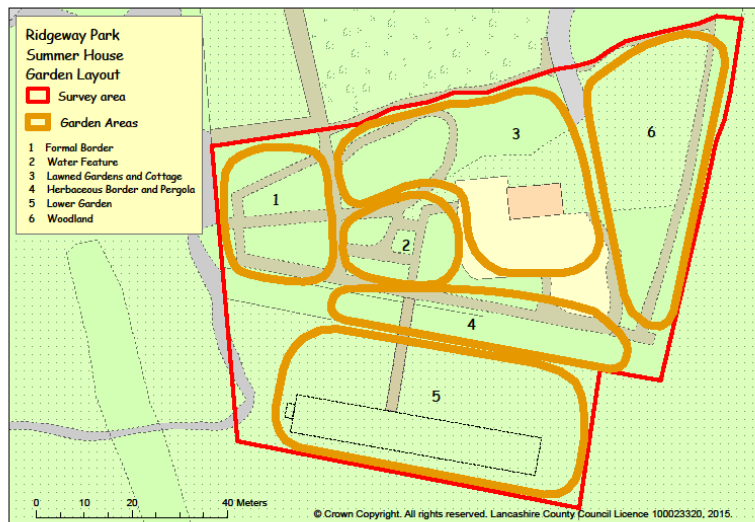 Ridgeway Park
Summer House
Garden Layout
Survey area
Garden Areas
1 Formal Border
2 Water Feature
3 Lawned Gardens and Cottage
4 Herbaceous Border and Pergola
5 Lower Garden
6 Woodland
3
6
1
2
4
5
0 10 20 40 Meters
© Crown Copyright. All rights reserved. Lancashire County Council Licence 100023320, 2015.